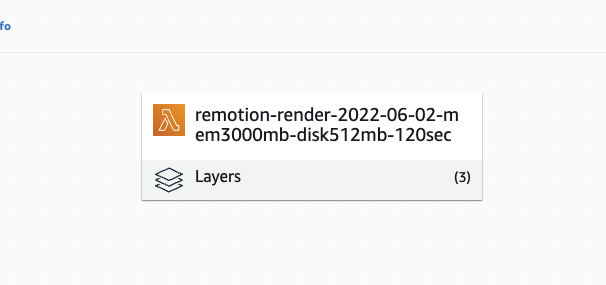 fo
remotion-render-2022-06-02-m
em3000mb-disk512mb-120sec
Layers (3)